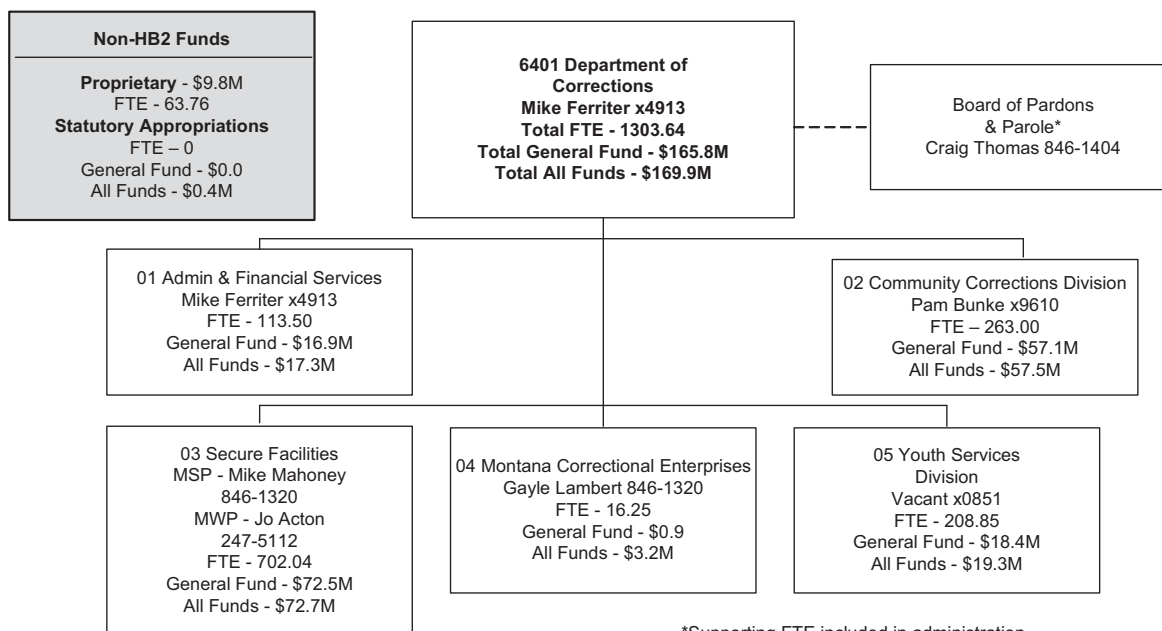 Non-HB2 Funds
Proprietary - $9.8M
FTE - 63.76
Statutory Appropriations
FTE – 0
General Fund - $0.0
All Funds - $0.4M
6401 Department of
Corrections
Mike Ferriter x4913
Total FTE - 1303.64
Total General Fund - $165.8M
Total All Funds - $169.9M
Board of Pardons
& Parole*
Craig Thomas 846-1404
01 Admin & Financial Services
Mike Ferriter x4913
FTE - 113.50
General Fund - $16.9M
All Funds - $17.3M
02 Community Corrections Division
Pam Bunke x9610
FTE – 263.00
General Fund - $57.1M
All Funds - $57.5M
03 Secure Facilities
MSP - Mike Mahoney
846-1320
MWP - Jo Acton
247-5112
FTE - 702.04
General Fund - $72.5M
All Funds - $72.7M
04 Montana Correctional Enterprises
Gayle Lambert 846-1320
FTE - 16.25
General Fund - $0.9
All Funds - $3.2M
05 Youth Services
Division
Vacant x0851
FTE - 208.85
General Fund - $18.4M
All Funds - $19.3M
*Supporting FTE included in administration